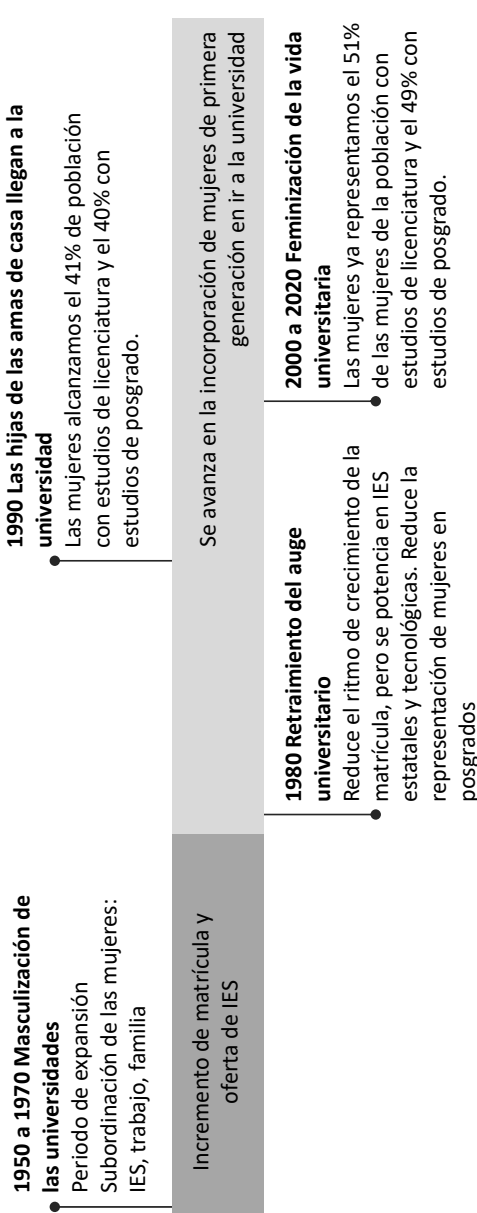 1950 a 1970 Masculización de
las universidades
Periodo de expansión
Subordinación de las mujeres:
IES, trabajo, familia
1990 Las hijas de las amas de casa llegan a la
universidad
Las mujeres alcanzamos el 41% de población
con estudios de licenciatura y el 40% con
estudios de posgrado.
Incremento de matrícula y
oferta de IES
Se avanza en la incorporación de mujeres de primera
generación en ir a la universidad
1980 Retraimiento del auge
universitario
Reduce el ritmo de crecimiento de la
matrícula, pero se potencia en IES
estatales y tecnológicas. Reduce la
representación de mujeres en
posgrados
2000 a 2020 Feminización de la vida
universitaria
Las mujeres ya representamos el 51%
de las mujeres de la población con
estudios de licenciatura y el 49% con
estudios de posgrado.